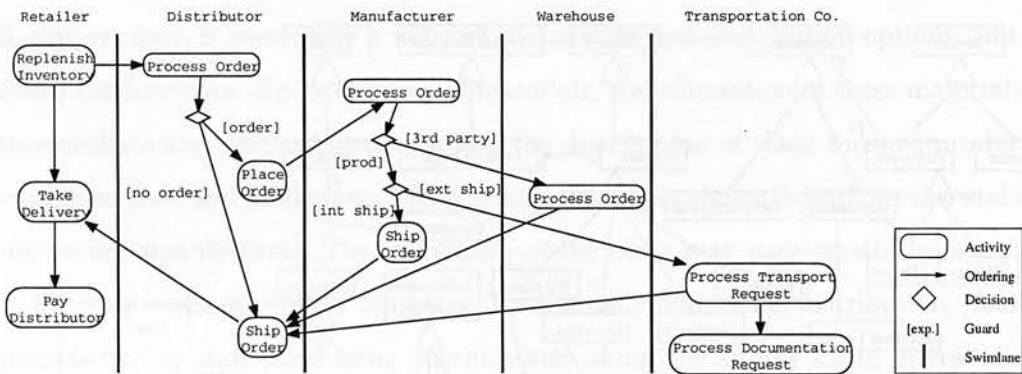 Retailer
Distributor
Manufacturer
Warehouse
Transportation Co.
Replenish
Inventory
Process Order
Process Order
[order]
[3rd party]
[prod]
Place
Order
[no order]
Take
Delivery
[ext ship]
Process Order
[int ship]
Ship
Order
Process Transport
Request
Pay
Distributor
Ship
Order
Process Documentation
Request
Activity
Ordering
Decision
[exp.] Guard
Swimlane